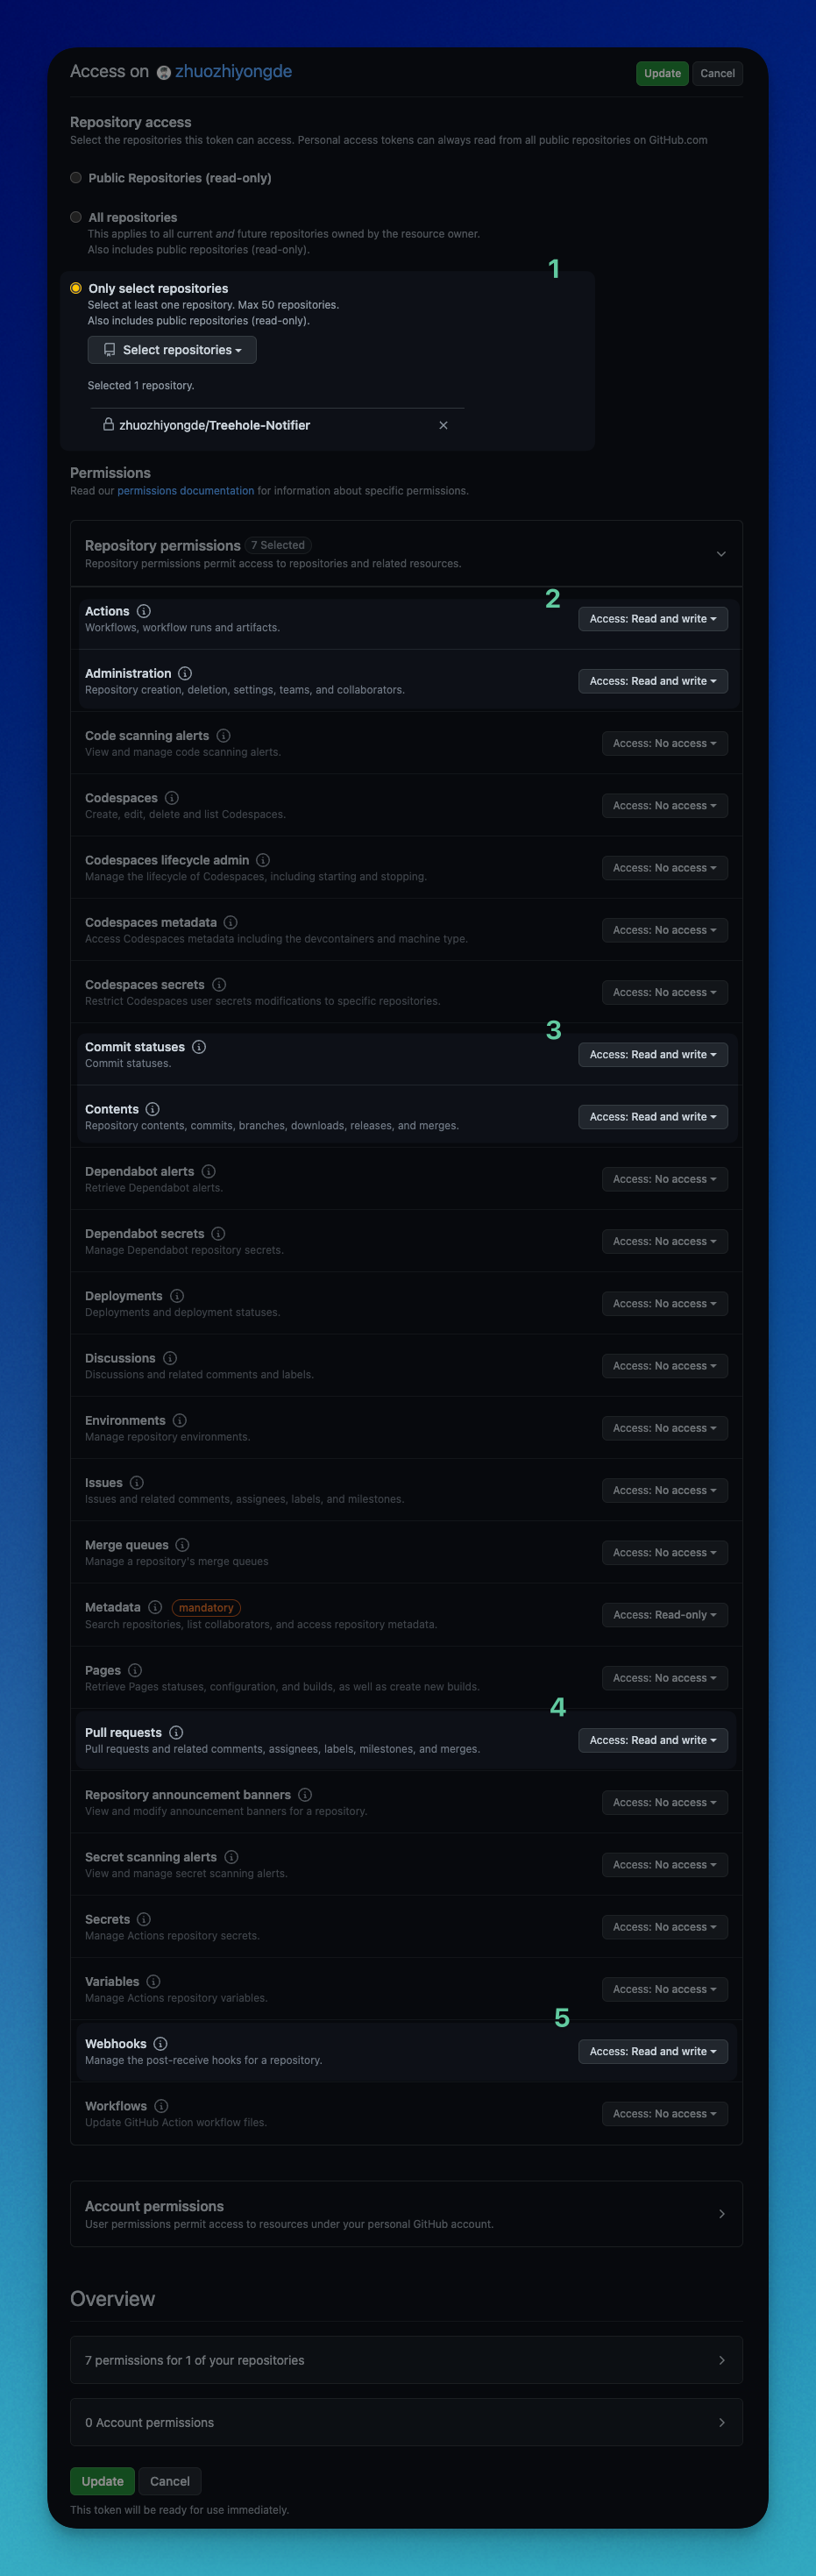 Access on zhuozhiyongde
Update Cancel
Repository access
Select the repositories this token can access. Personal access tokens can always read from all public repositories on GitHub.com
Public Repositories (read-only)
All repositories
This applies to all current and future repositories owned by the resource owner.
Also includes public repositories (read-only).
1
Only select repositories
Select at least one repository. Max 50 repositories.
Also includes public repositories (read-only).
Select repositories
Selected 1 repository.
zhuozhiyongde/Treehole-Notifier
Permissions
Read our permissions documentation for information about specific permissions.
Repository permissions 7 Selected
Repository permissions permit access to repositories and related resources.
2
Actions
Workflows, workflow runs and artifacts.
Access: Read and write
Administration
Repository creation, deletion, settings, teams, and collaborators.
Access: Read and write
Code scanning alerts
View and manage code scanning alerts.
Access: No access
Codespaces
Create, edit, delete and list Codespaces.
Access: No access
Codespaces lifecycle admin
Manage the lifecycle of Codespaces, including starting and stopping.
Access: No access
Codespaces metadata
Access Codespaces metadata including the devcontainers and machine type.
Access: No access
Codespaces secrets
Restrict Codespaces user secrets modifications to specific repositories.
Access: No access
3
Commit statuses
Commit statuses.
Access: Read and write
Contents
Repository contents, commits, branches, downloads, releases, and merges.
Access: Read and write
Dependabot alerts
Retrieve Dependabot alerts.
Access: No access
Dependabot secrets
Manage Dependabot repository secrets.
Access: No access
Deployments
Deployments and deployment statuses.
Access: No access
Discussions
Discussions and related comments and labels.
Access: No access
Environments
Manage repository environments.
Access: No access
Issues
Issues and related comments, assignees, labels, and milestones.
Access: No access
Merge queues
Manage a repository's merge queues
Access: No access
Metadata mandatory
Search repositories, list collaborators, and access repository metadata.
Access: Read-only
Pages
Retrieve Pages statuses, configuration, and builds, as well as create new builds.
Access: No access
4
Pull requests
Pull requests and related comments, assignees, labels, milestones, and merges.
Access: Read and write
Repository announcement banners
View and modify announcement banners for a repository.
Access: No access
Secret scanning alerts
View and manage secret scanning alerts.
Access: No access
Secrets
Manage Actions repository secrets.
Access: No access
Variables
Manage Actions repository variables.
Access: No access
5
Webhooks
Manage the post-receive hooks for a repository.
Access: Read and write
Workflows
Update GitHub Action workflow files.
Access: No access
Account permissions
User permissions permit access to resources under your personal GitHub account.
Overview
7 permissions for 1 of your repositories
0 Account permissions
Update Cancel
This token will be ready for use immediately.